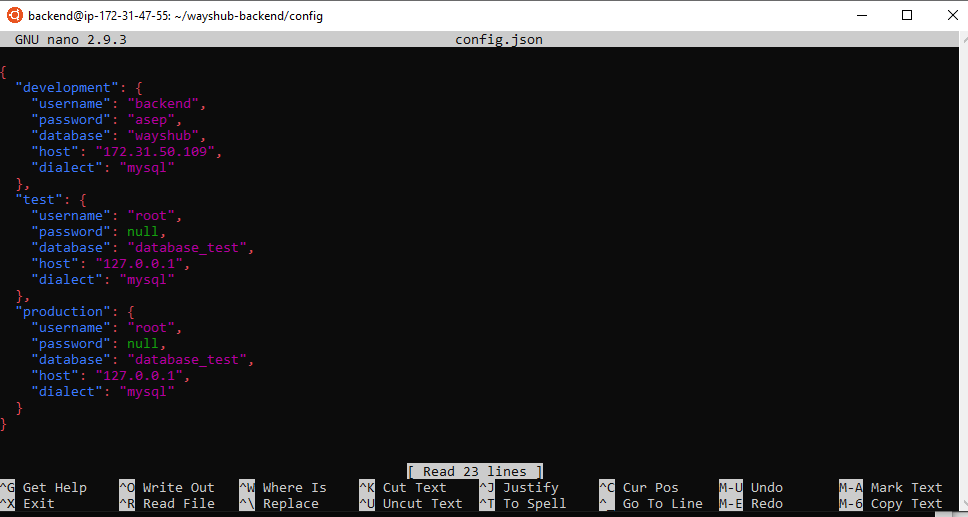 backend@ip-172-31-47-55: ~/wayshub-backend/config
GNU nano 2.9.3 config.json
{
  "development": {
    "username": "backend",
    "password": "asep",
    "database": "wayshub",
    "host": "172.31.50.109",
    "dialect": "mysql"
  },
  "test": {
    "username": "root",
    "password": null,
    "database": "database_test",
    "host": "127.0.0.1",
    "dialect": "mysql"
  },
  "production": {
    "username": "root",
    "password": null,
    "database": "database_test",
    "host": "127.0.0.1",
    "dialect": "mysql"
  }
}
[ Read 23 lines ]
^G Get Help ^O Write Out ^W Where Is ^K Cut Text ^J Justify ^C Cur Pos M-U Undo M-A Mark Text
^X Exit ^R Read File ^\ Replace ^U Uncut Text ^T To Spell ^_ Go To Line M-E Redo M-6 Copy Text